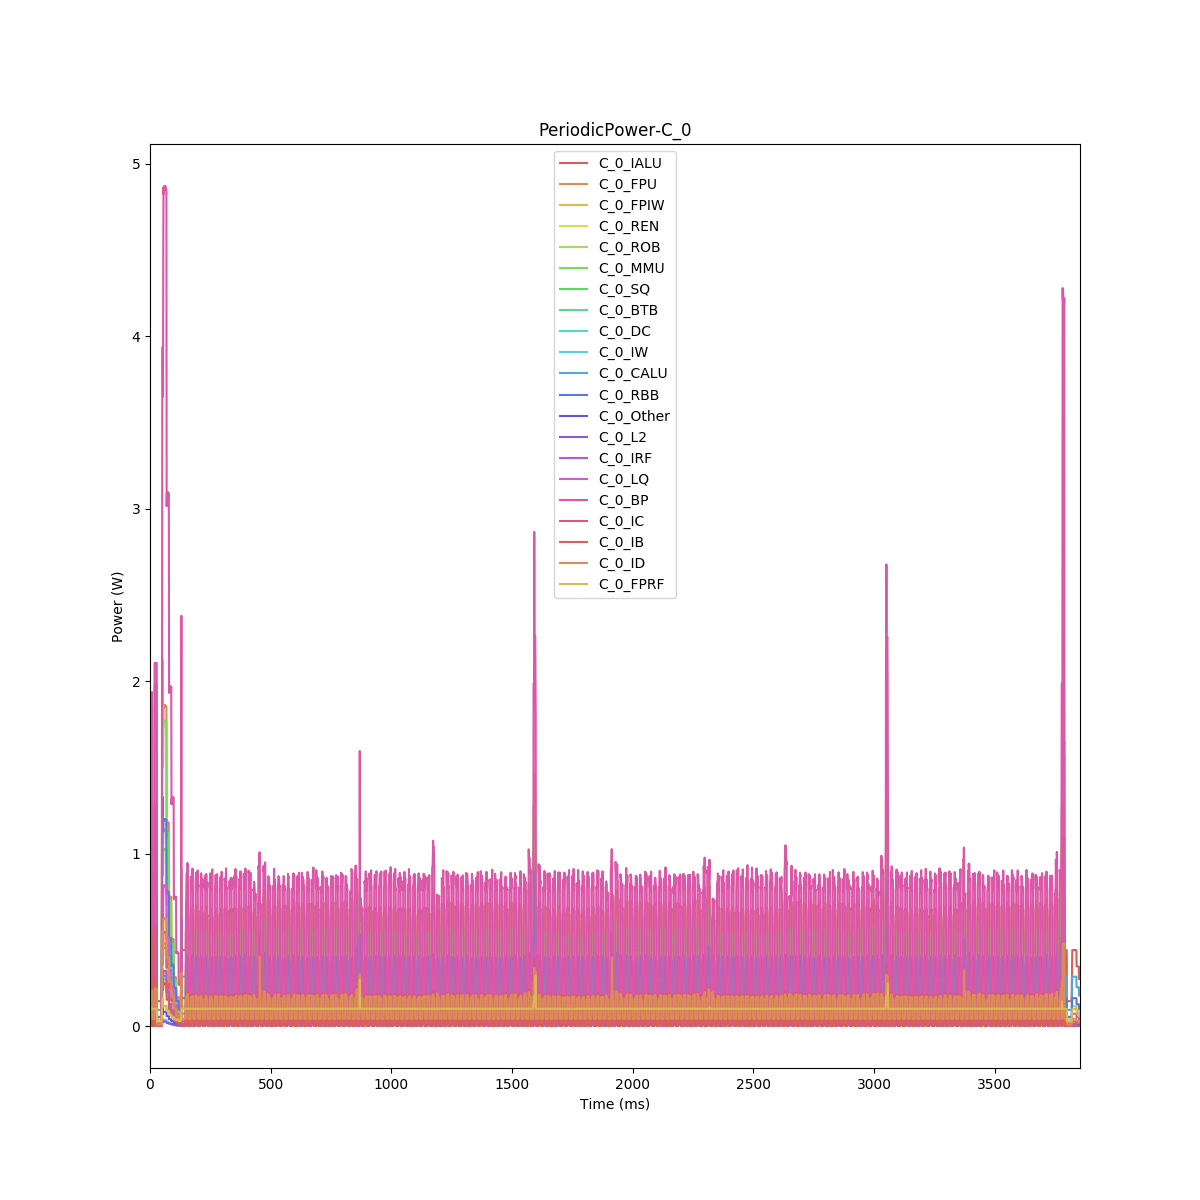 PeriodicPower-C_0
C_0_IALU
C_0_FPU
C_0_FPIW
C_0_REN
C_0_ROB
C_0_MMU
C_0_SQ
C_0_BTB
C_0_DC
C_0_IW
C_0_CALU
C_0_RBB
C_0_Other
C_0_L2
C_0_IRF
C_0_LQ
C_0_BP
C_0_IC
C_0_IB
C_0_ID
C_0_FPRF
Power (W)
5
4
3
2
1
0
0 500 1000 1500 2000 2500 3000 3500
Time (ms)